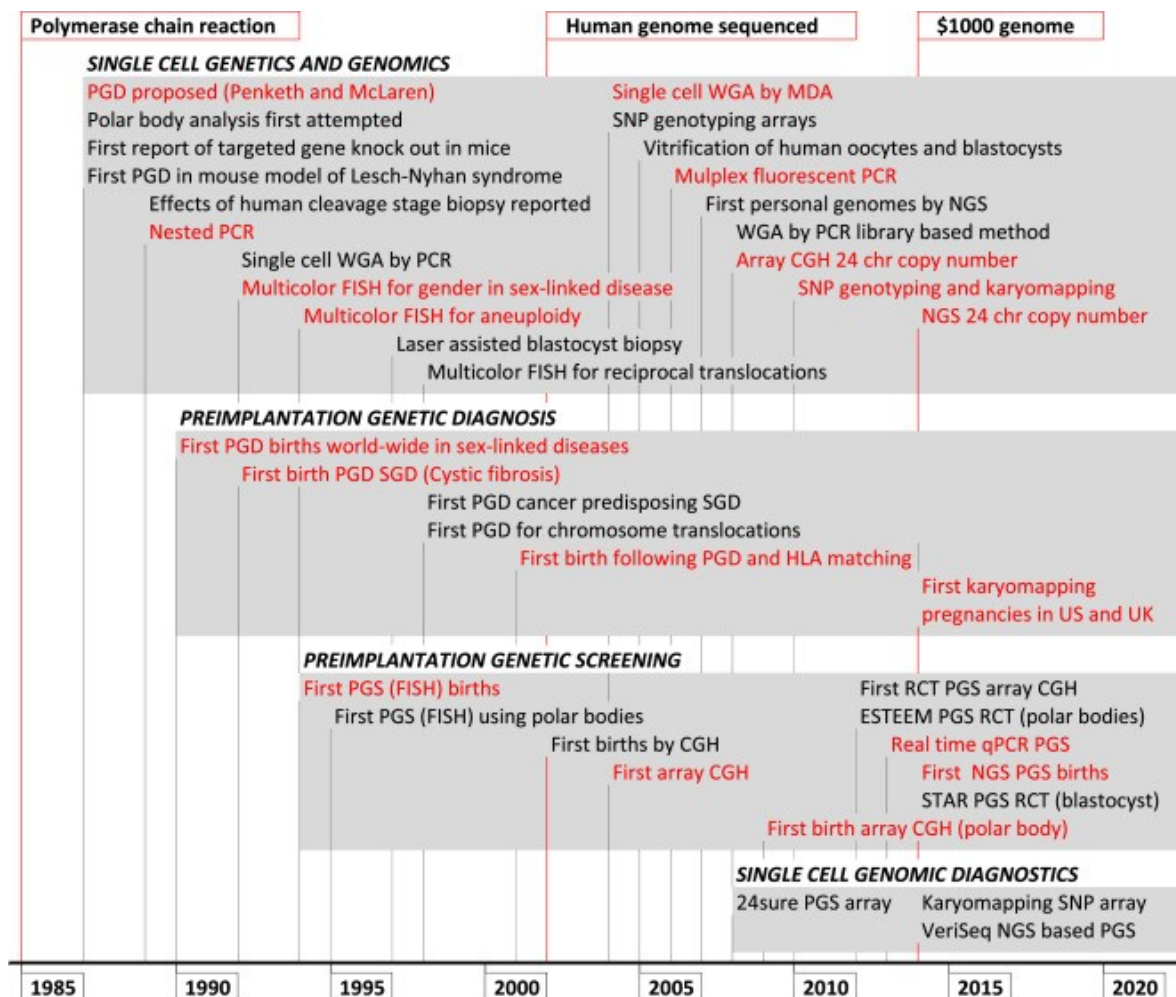 Polymerase chain reaction
Human genome sequenced
$1000 genome
SINGLE CELL GENETICS AND GENOMICS
PGD proposed (Penketh and McLaren)
Polar body analysis first attempted
First report of targeted gene knock out in mice
First PGD in mouse model of Lesch-Nyhan syndrome
Effects of human cleavage stage biopsy reported
Nested PCR
Single cell WGA by PCR
Multicolor FISH for gender in sex-linked disease
Multicolor FISH for aneuploidy
Laser assisted blastocyst biopsy
Multicolor FISH for reciprocal translocations
Single cell WGA by MDA
SNP genotyping arrays
Vitrification of human oocytes and blastocysts
Mulplex fluorescent PCR
First personal genomes by NGS
WGA by PCR library based method
Array CGH 24 chr copy number
SNP genotyping and karyomapping
NGS 24 chr copy number
PREIMPLANTATION GENETIC DIAGNOSIS
First PGD births world-wide in sex-linked diseases
First birth PGD SGD (Cystic fibrosis)
First PGD cancer predisposing SGD
First PGD for chromosome translocations
First birth following PGD and HLA matching
First karyomapping
pregnancies in US and UK
PREIMPLANTATION GENETIC SCREENING
First PGS (FISH) births
First PGS (FISH) using polar bodies
First births by CGH
First array CGH
First RCT PGS array CGH
ESTEEM PGS RCT (polar bodies)
Real time qPCR PGS
First NGS PGS births
STAR PGS RCT (blastocyst)
First birth array CGH (polar body)
SINGLE CELL GENOMIC DIAGNOSTICS
24sure PGS array
Karyomapping SNP array
VeriSeq NGS based PGS
1985
1990
1995
2000
2005
2010
2015
2020